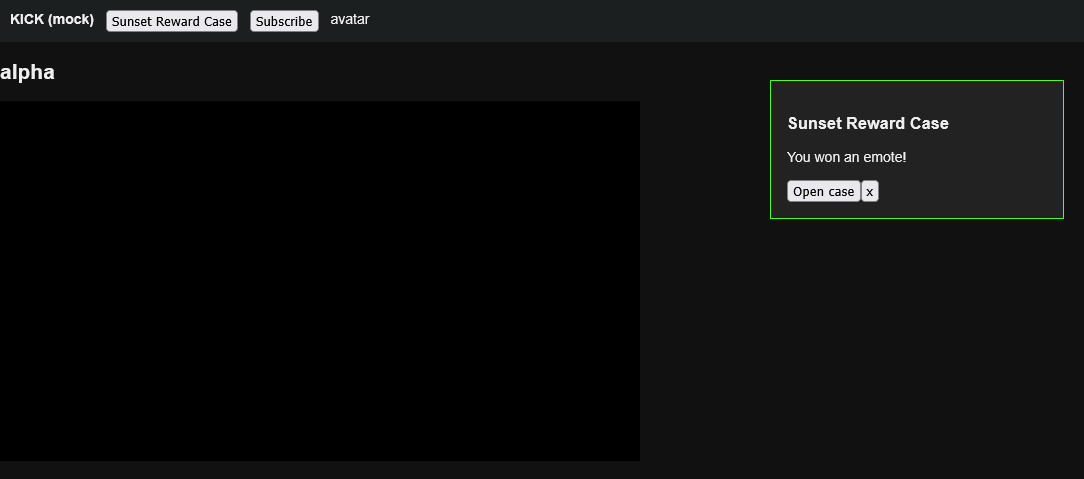 KICK (mock) Sunset Reward Case Subscribe avatar
alpha
Sunset Reward Case
You won an emote!
Open case x